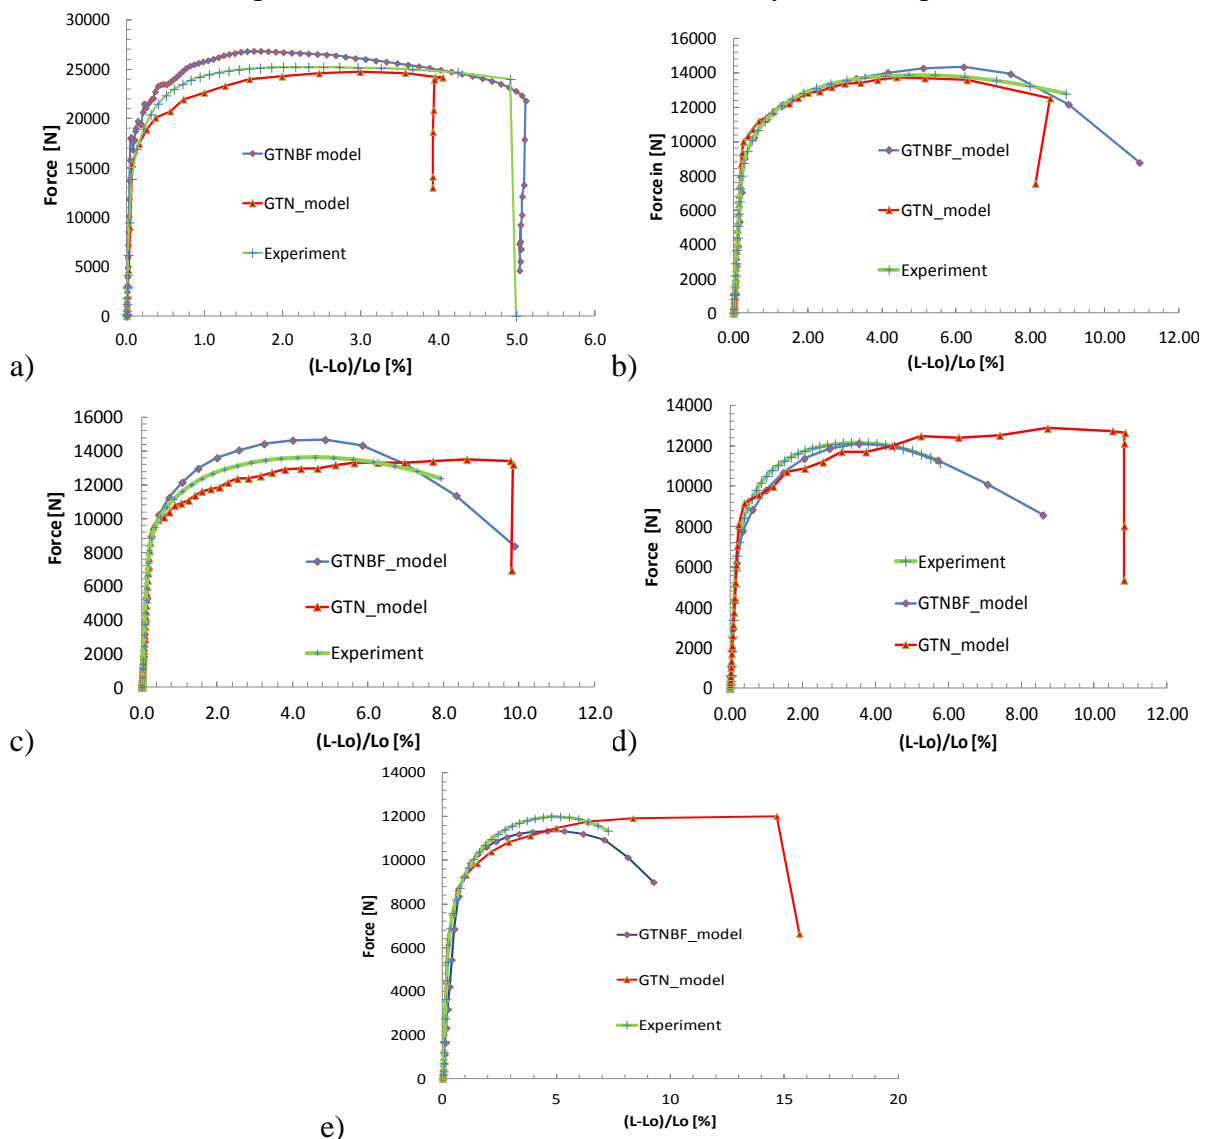 30000
25000
20000
15000
10000
5000
0
Force [N]
GTNBF model
GTN_model
Experiment
0.0 1.0 2.0 3.0 4.0 5.0 6.0
(L-Lo)/Lo [%]
a)
16000
14000
12000
10000
8000
6000
4000
2000
0
Force in [N]
GTNBF_model
GTN_model
Experiment
0.00 2.00 4.00 6.00 8.00 10.00 12.00
(L-Lo)/Lo [%]
b)
16000
14000
12000
10000
8000
6000
4000
2000
0
Force [N]
GTNBF_model
GTN_model
Experiment
0.0 2.0 4.0 6.0 8.0 10.0 12.0
(L-Lo)/Lo [%]
c)
14000
12000
10000
8000
6000
4000
2000
0
Force [N]
Experiment
GTNBF_model
GTN_model
0.00 2.00 4.00 6.00 8.00 10.00 12.00
(L-Lo)/Lo [%]
d)
14000
12000
10000
8000
6000
4000
2000
0
Force [N]
GTNBF_model
GTN_model
Experiment
0 5 10 15 20
(L-Lo)/Lo [%]
e)